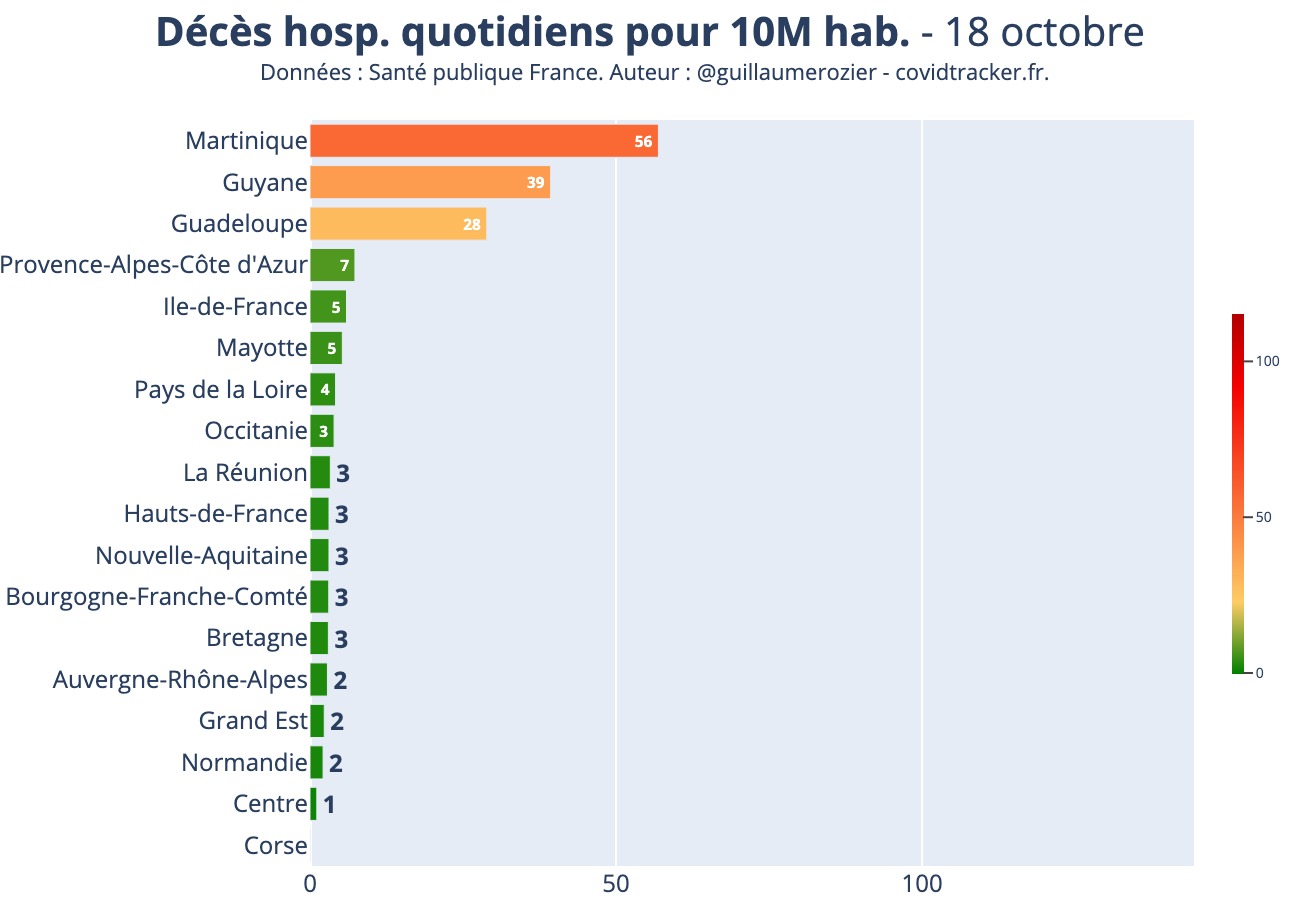 Décès hosp. quotidiens pour 10M hab. - 18 octobre
Données : Santé publique France. Auteur : @guillaumerozier - covidtracker.fr.
Martinique 56
Guyane 39
Guadeloupe 28
Provence-Alpes-Côte d'Azur 7
Ile-de-France 5
Mayotte 5
Pays de la Loire 4
Occitanie 3
La Réunion 3
Hauts-de-France 3
Nouvelle-Aquitaine 3
Bourgogne-Franche-Comté 3
Bretagne 3
Auvergne-Rhône-Alpes 2
Grand Est 2
Normandie 2
Centre 1
Corse
0 50 100
100
50
0